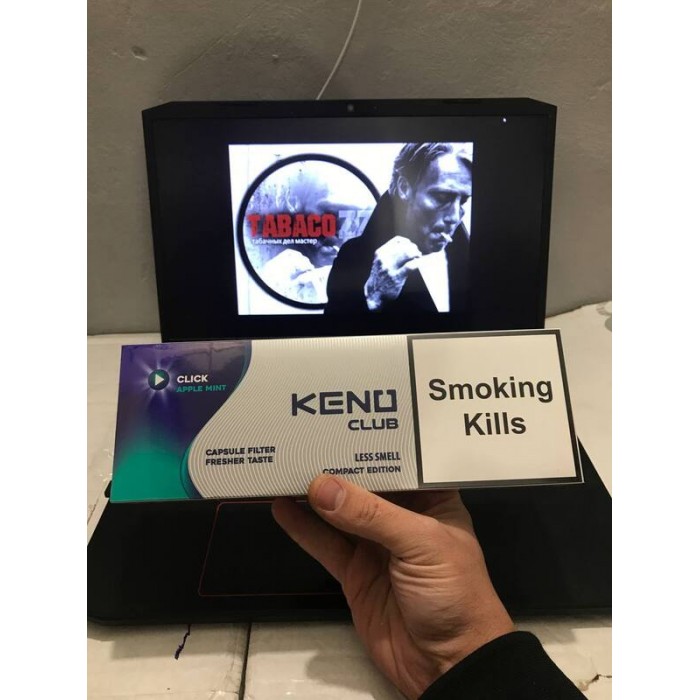 TABACO
табачных дел мастер
CLICK
APPLE MINT
KENO
CLUB
CAPSULE FILTER
FRESHER TASTE
LESS SMELL
COMPACT EDITION
Smoking
Kills